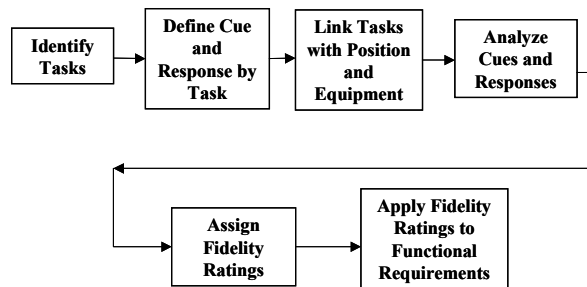 Identify
Tasks
Define Cue
and
Response by
Task
Link Tasks
with Position
and
Equipment
Analyze
Cues and
Responses
Assign
Fidelity
Ratings
Apply Fidelity
Ratings to
Functional
Requirements